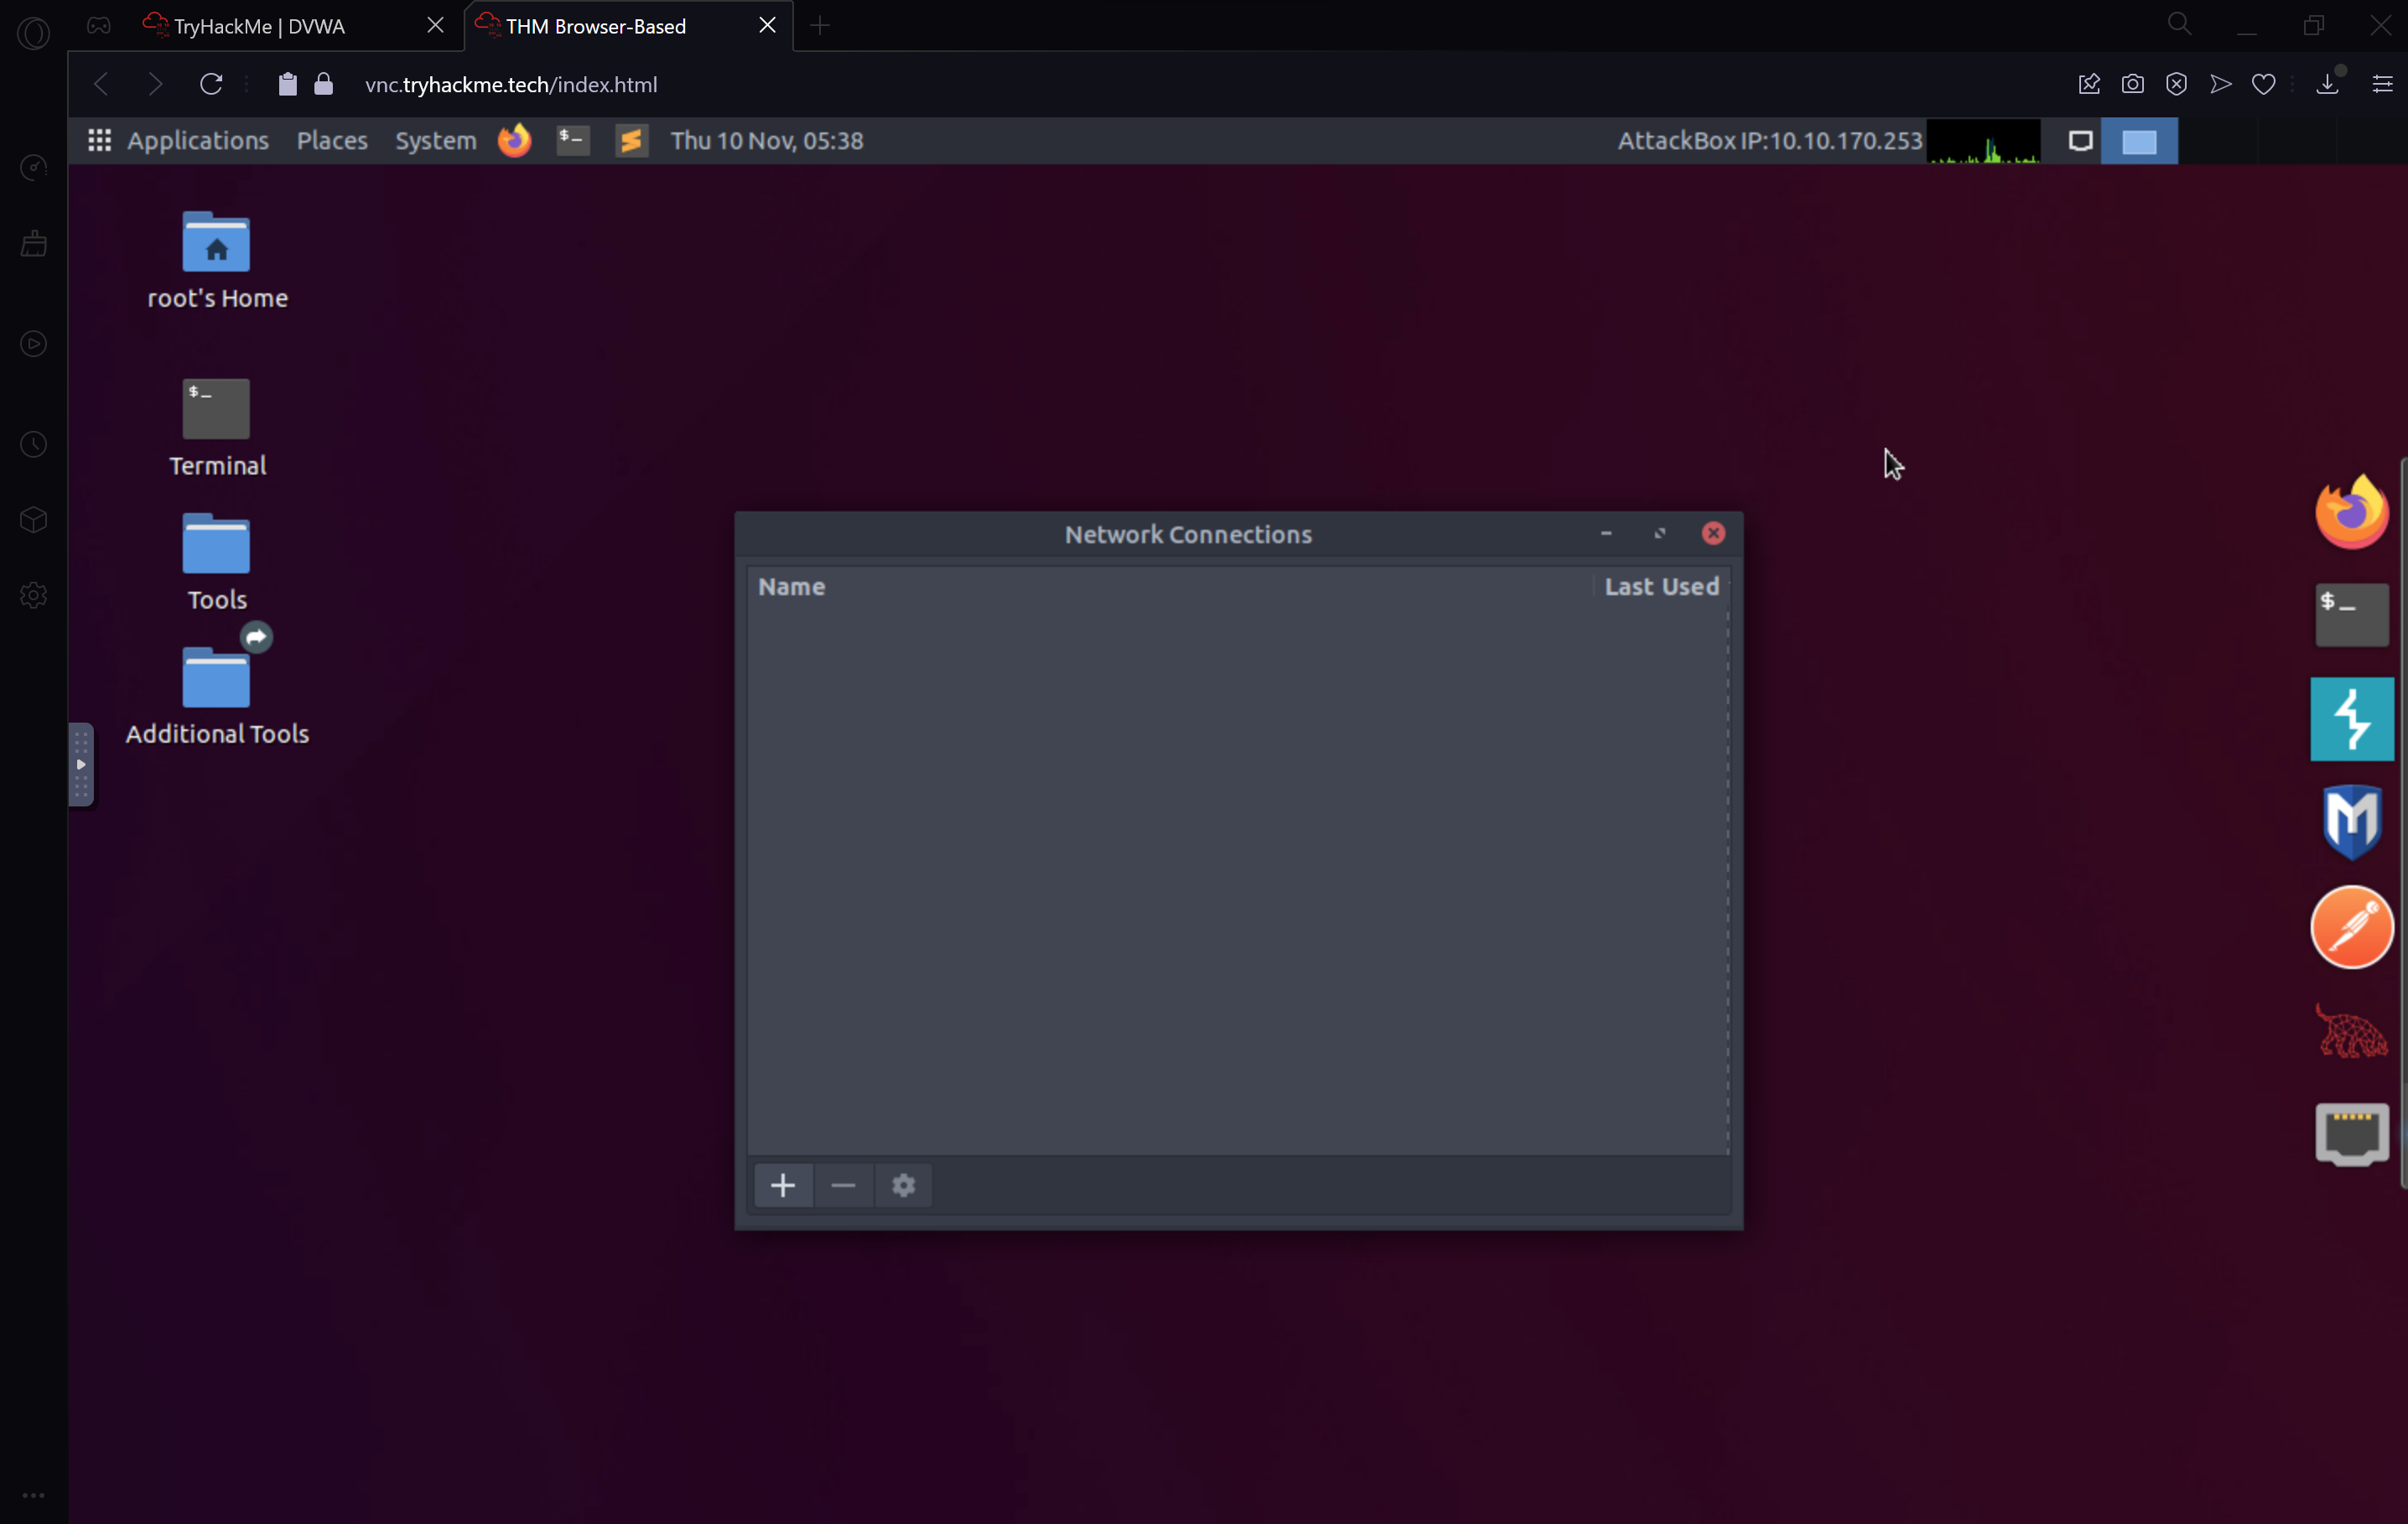 TryHackMe | DVWA
THM Browser-Based
vnc.tryhackme.tech/index.html
Applications Places System $_ Thu 10 Nov, 05:38 AttackBox IP:10.10.170.253
root's Home
$_
Terminal
Tools
Additional Tools
Network Connections
Name Last Used
$_